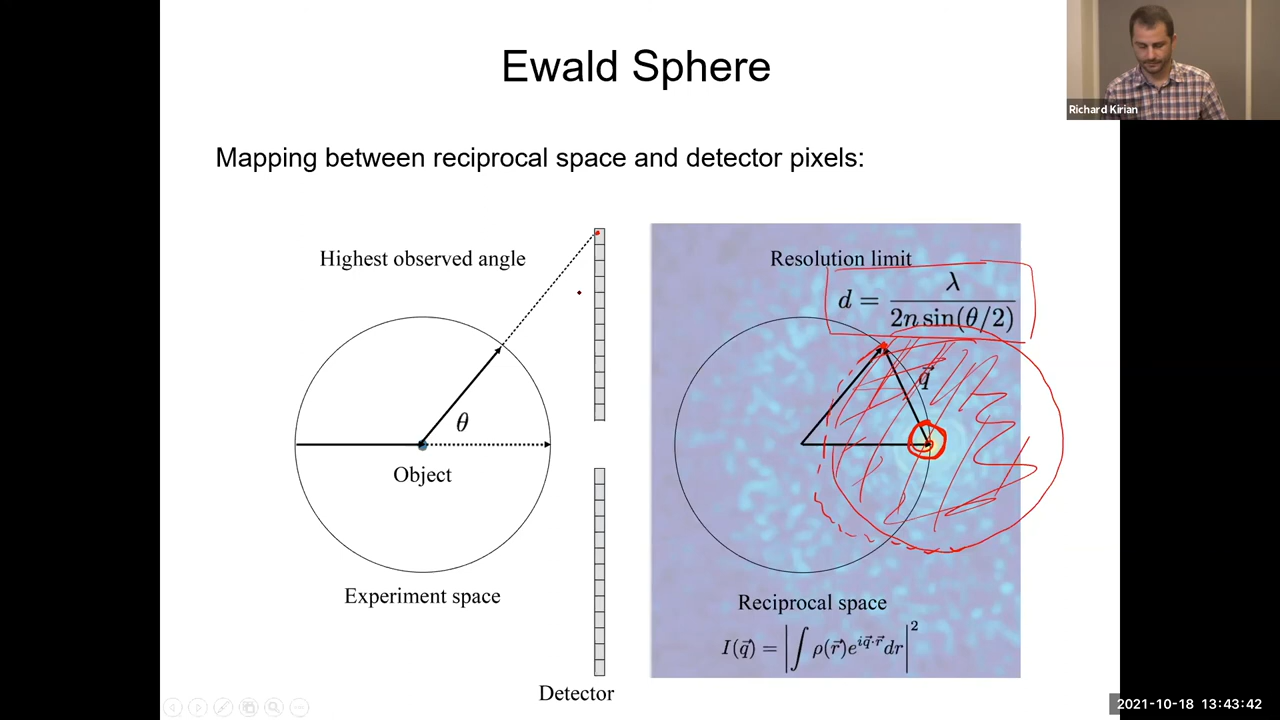 Ewald Sphere
Richard Kirian
Mapping between reciprocal space and detector pixels:
Highest observed angle
θ
Object
Experiment space
Detector
Resolution limit
d = λ / 2n sin(θ/2)
q⃗
Reciprocal space
I(q⃗) = |∫ ρ(r⃗)e^{iq⃗·r⃗}dr|²
2021-10-18 13:43:42